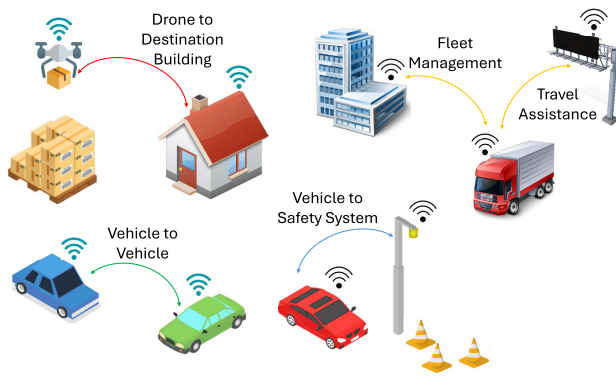 Drone to
Destination
Building
Fleet
Management
Travel
Assistance
Vehicle to
Vehicle
Vehicle to
Safety System